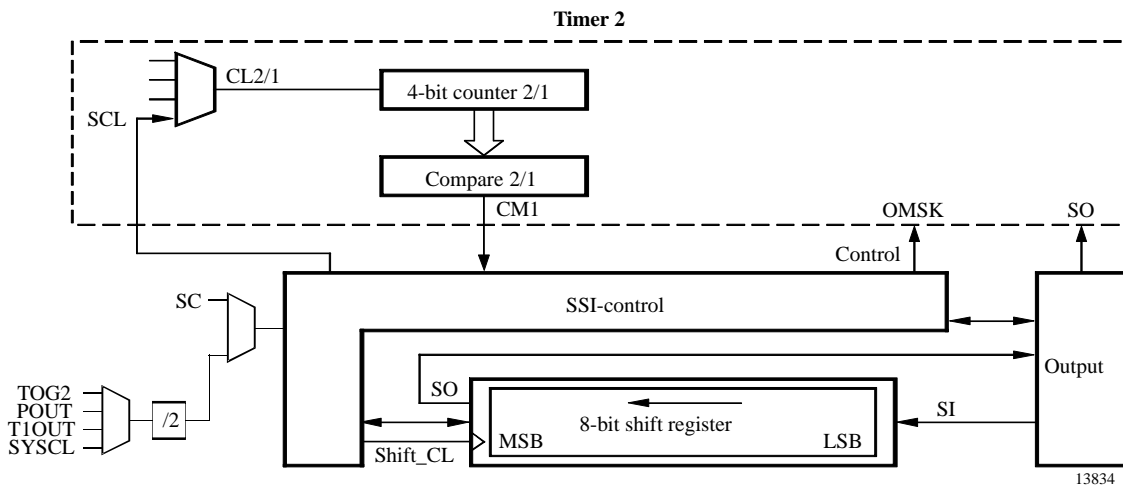 Timer 2
CL2/1
4-bit counter 2/1
SCL
Compare 2/1
CM1
OMSK
SO
Control
SC
SSI-control
TOG2
POUT
T1OUT
SYSCL
/2
SO
Output
8-bit shift register
SI
MSB
LSB
Shift_CL
13834